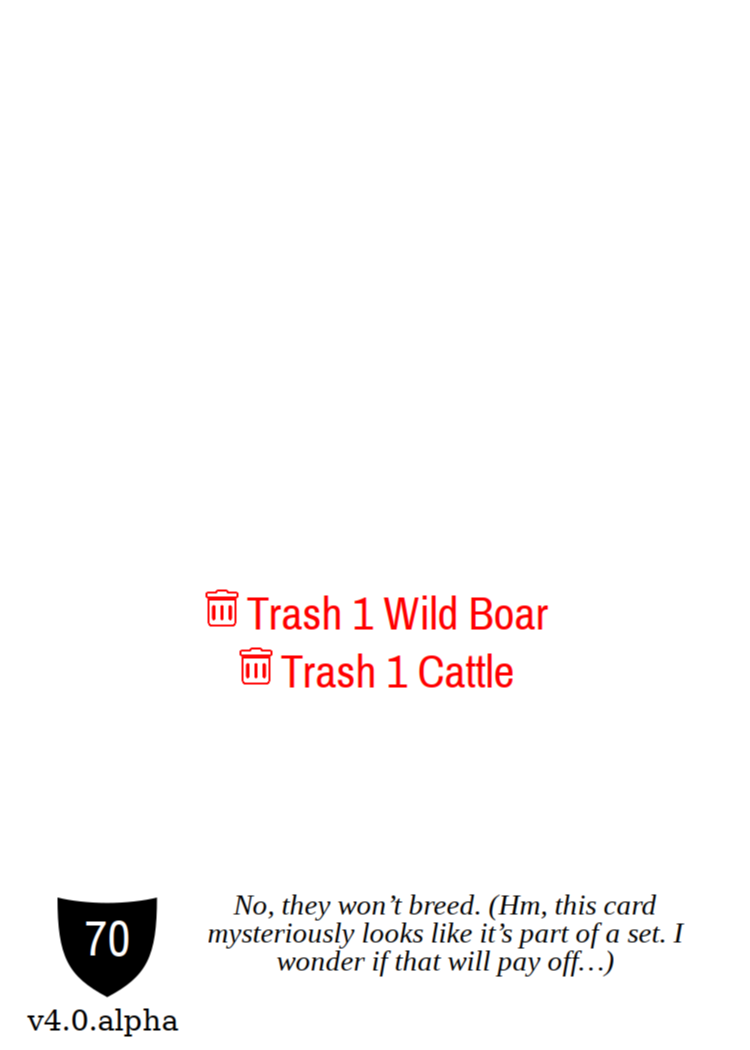 Trash 1 Wild Boar
Trash 1 Cattle
No, they won’t breed. (Hm, this card
mysteriously looks like it’s part of a set. I
wonder if that will pay off…)
70
v4.0.alpha